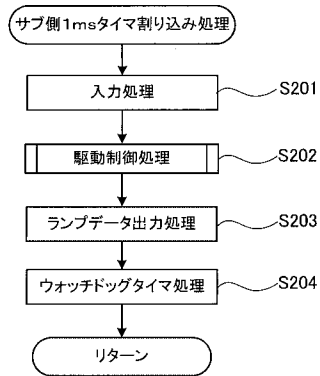 サブ側1msタイマ割り込み処理
入力処理
S201
駆動制御処理
S202
ランプデータ出力処理
S203
ウォッチドッグタイマ処理
S204
リターン